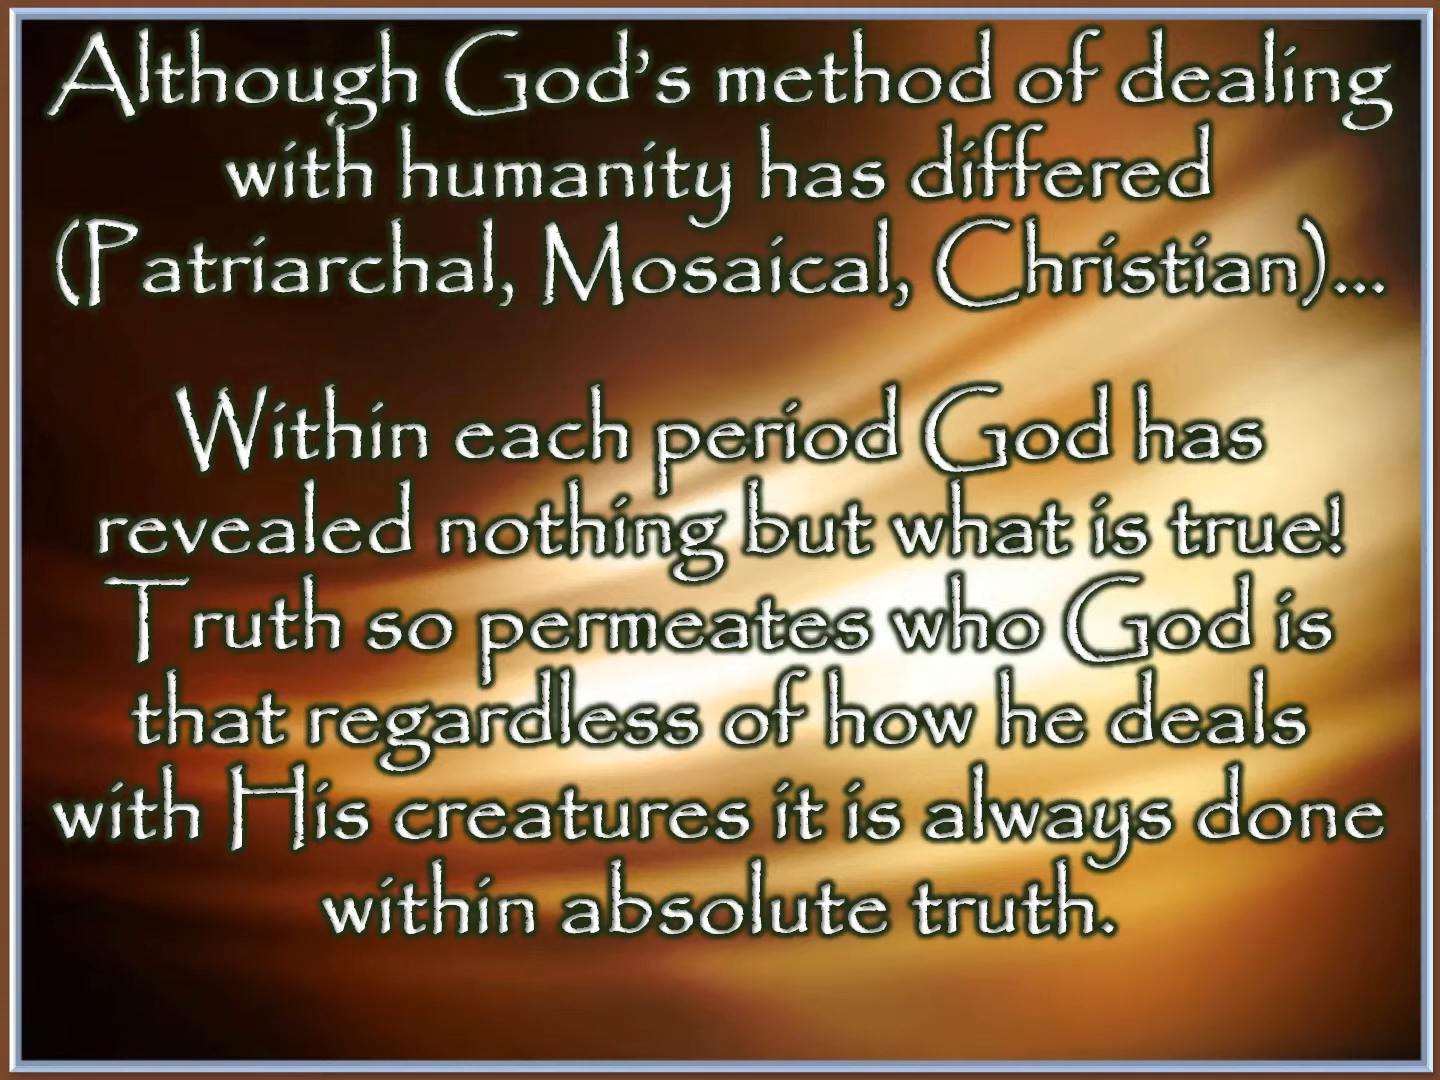 Although God's method of dealing
with humanity has differed
(Patriarchal, Mosaical, Christian)...
Within each period God has
revealed nothing but what is true!
Truth so permeates who God is
that regardless of how he deals
with His creatures it is always done
within absolute truth.